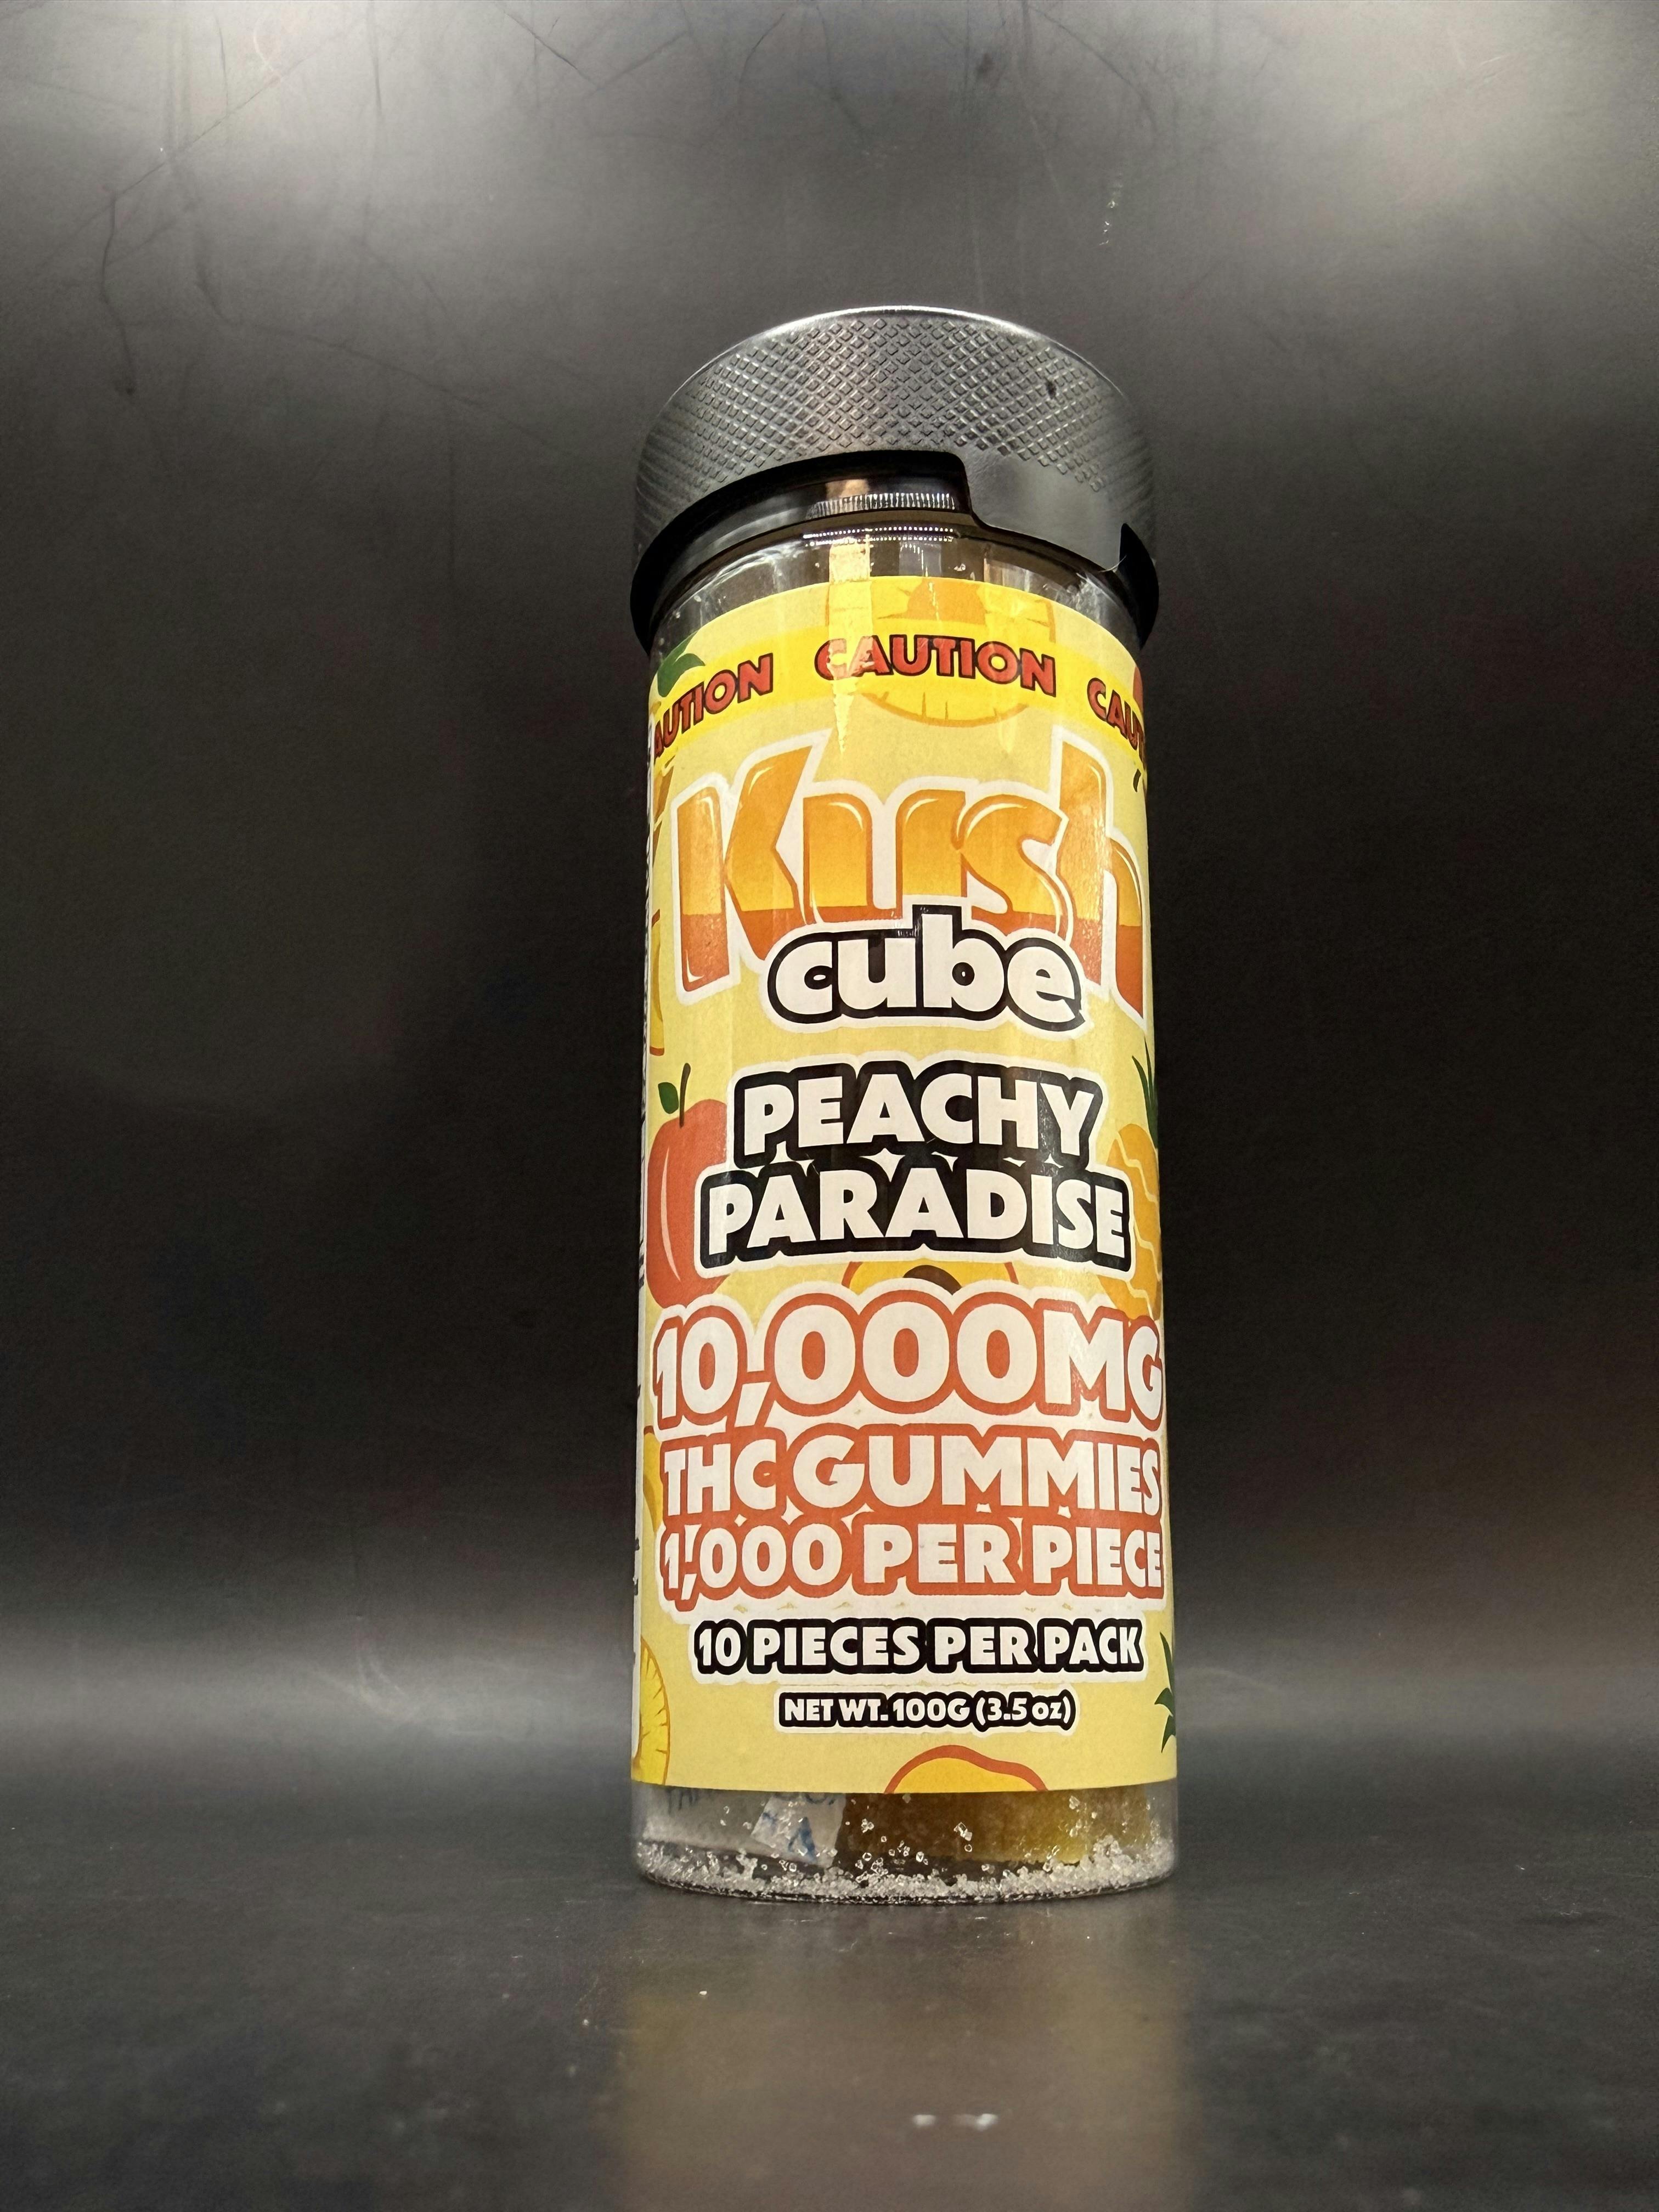 CAUTION
Kush
cube
PEACHY
PARADISE
10,000MG
THC GUMMIES
1,000 PER PIECE
10 PIECES PER PACK
NET WT. 100G (3.5 oz)